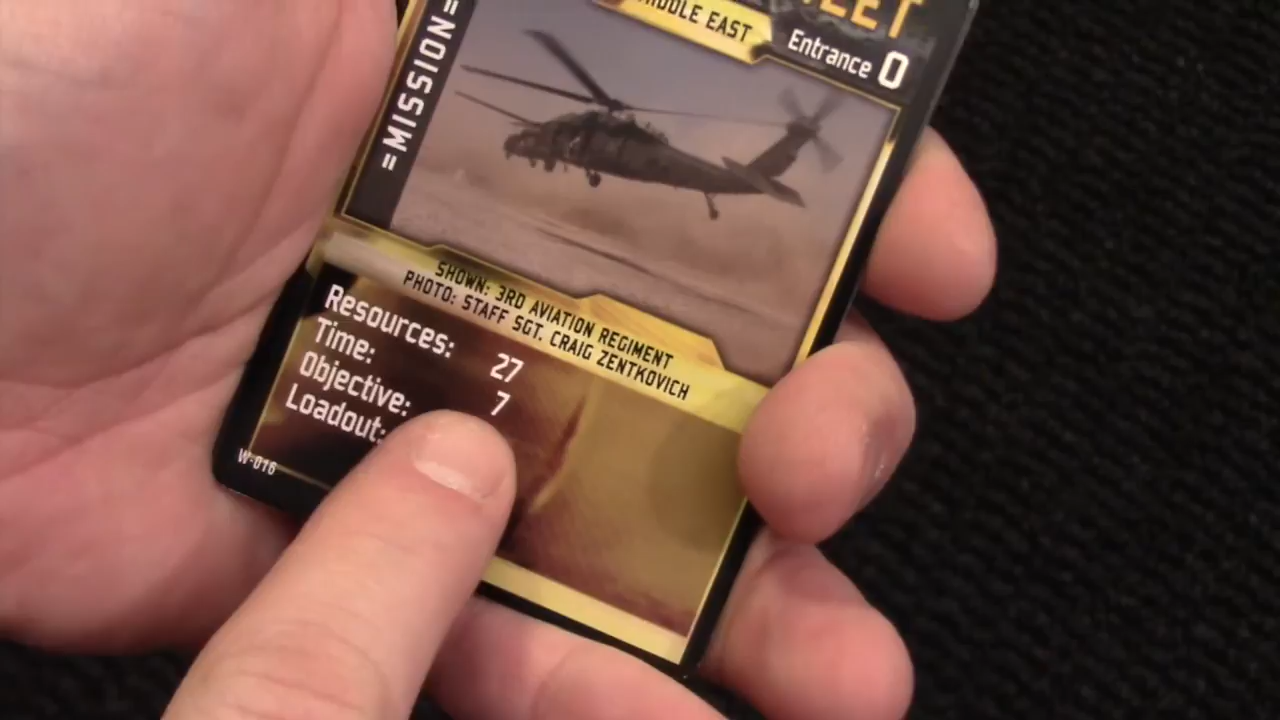 MIDDLE EAST
Entrance 0
=MISSION=
SHOWN: 3RD AVIATION REGIMENT
PHOTO: STAFF SGT. CRAIG ZENTKOVICH
Resources: 27
Time: 7
Objective:
Loadout:
W-016